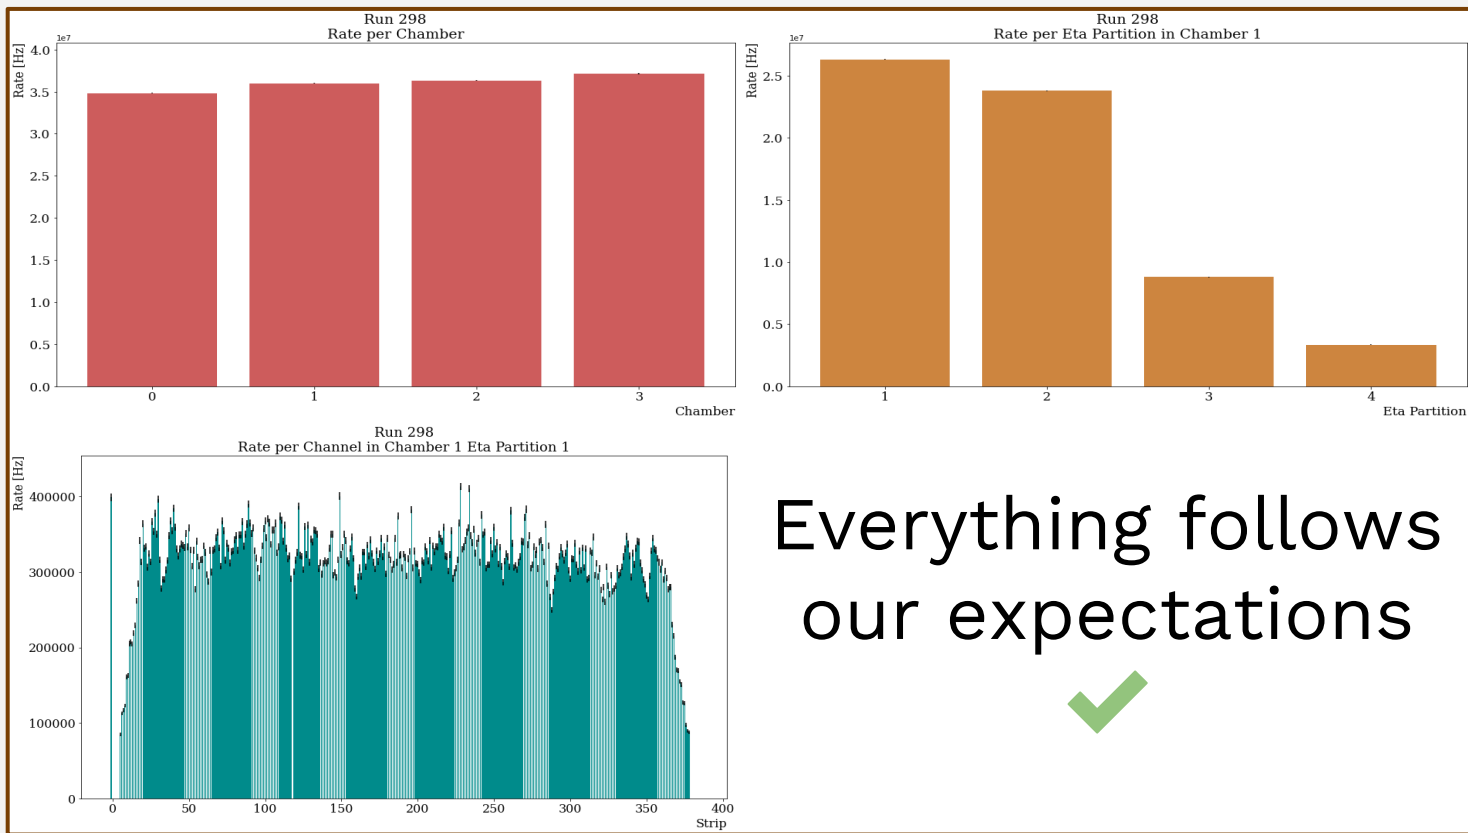 Run 298
Rate per Chamber
Rate [Hz]
1e7
4.0
3.5
3.0
2.5
2.0
1.5
1.0
0.5
0.0
0 1 2 3
Chamber
Run 298
Rate per Eta Partition in Chamber 1
Rate [Hz]
1e7
2.5
2.0
1.5
1.0
0.5
0.0
1 2 3 4
Eta Partition
Run 298
Rate per Channel in Chamber 1 Eta Partition 1
Rate [Hz]
400000
300000
200000
100000
0
0 50 100 150 200 250 300 350 400
Strip
Everything follows
our expectations